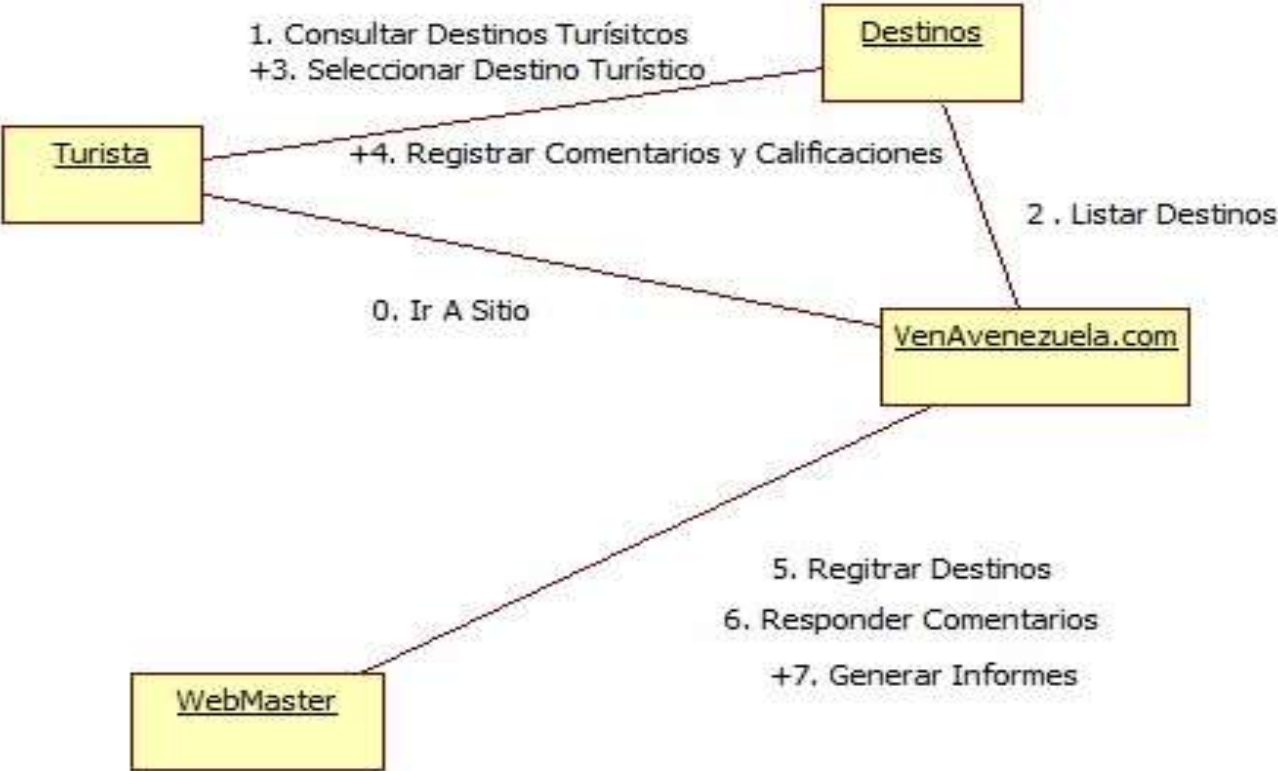 1. Consultar Destinos Turísitcos
+3. Seleccionar Destino Turístico
Destinos
Turista
+4. Registrar Comentarios y Calificaciones
2 . Listar Destinos
0. Ir A Sitio
VenAvenezuela.com
5. Regitrar Destinos
6. Responder Comentarios
+7. Generar Informes
WebMaster